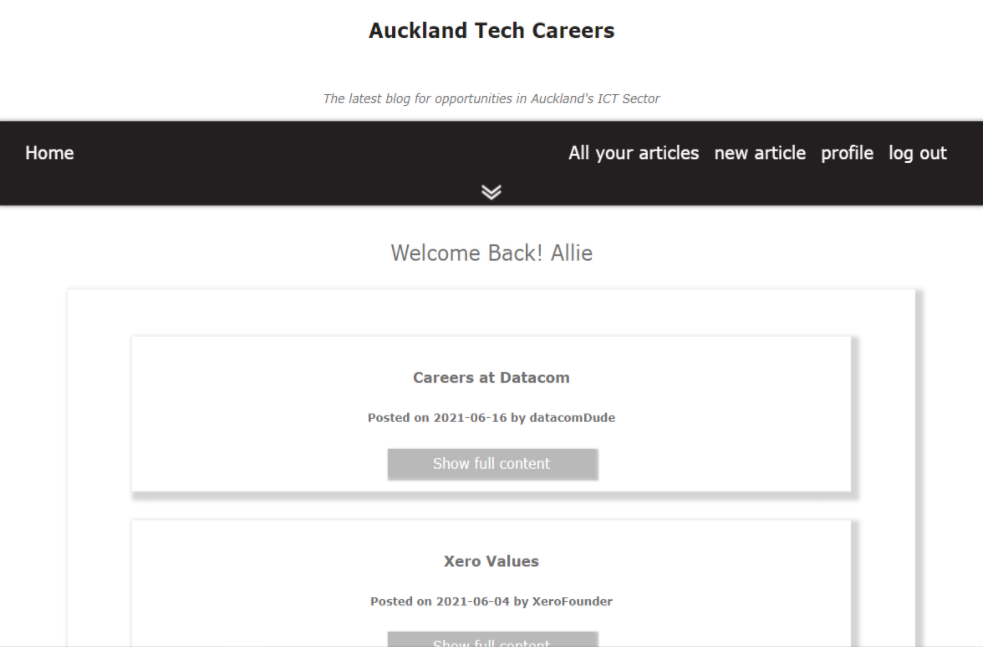 Auckland Tech Careers
The latest blog for opportunities in Auckland's ICT Sector
Home All your articles new article profile log out
Welcome Back! Allie
Careers at Datacom
Posted on 2021-06-16 by datacomDude
Show full content
Xero Values
Posted on 2021-06-04 by XeroFounder
Show full content